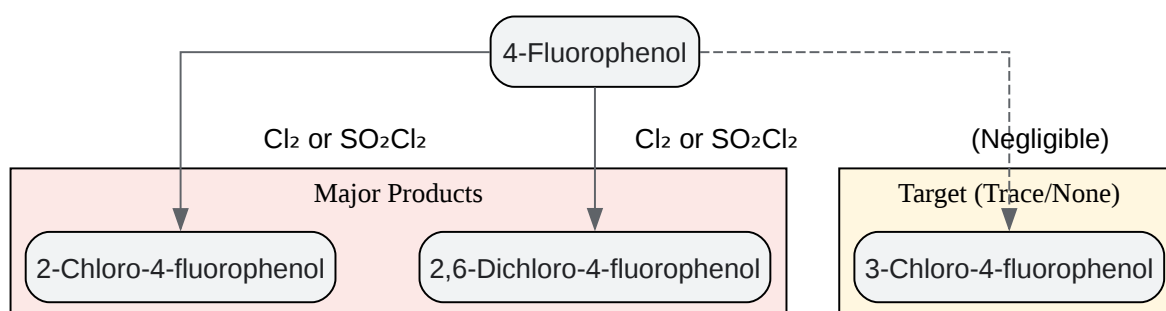 4-Fluorophenol
Cl₂ or SO₂Cl₂
Cl₂ or SO₂Cl₂
(Negligible)
Major Products
Target (Trace/None)
2-Chloro-4-fluorophenol
2,6-Dichloro-4-fluorophenol
3-Chloro-4-fluorophenol